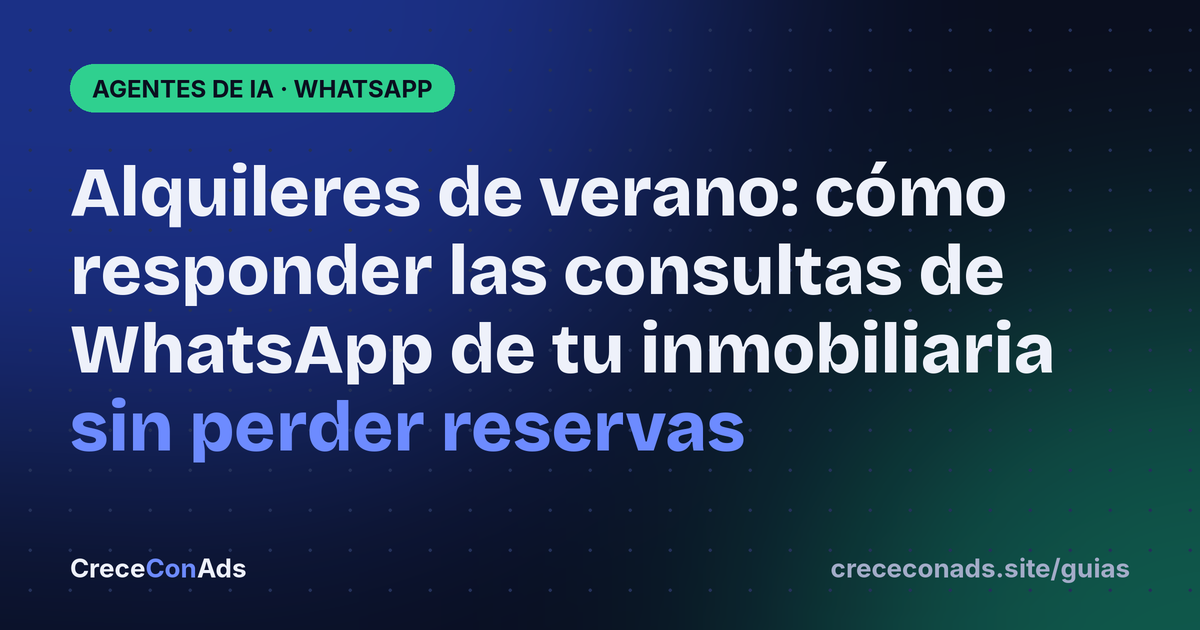 AGENTES DE IA · WHATSAPP
Alquileres de verano: cómo
responder las consultas de
WhatsApp de tu inmobiliaria
sin perder reservas
CreceConAds
crececonads.site/guias